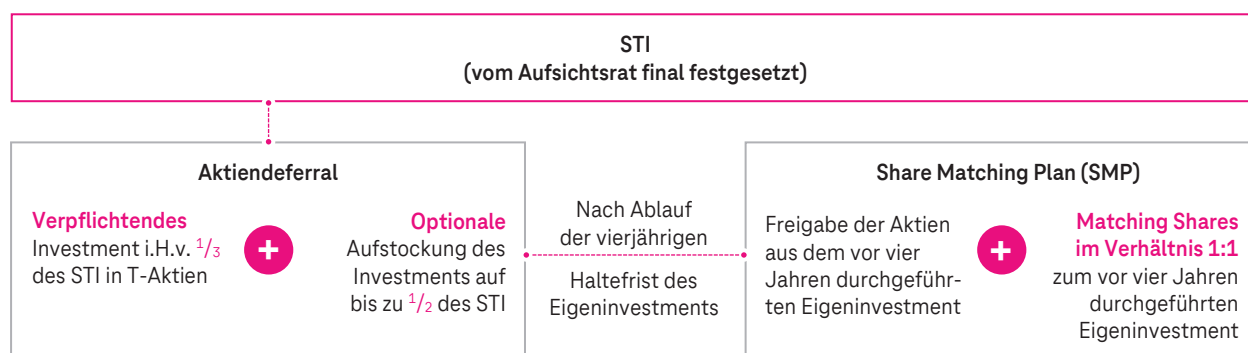 STI
(vom Aufsichtsrat final festgesetzt)
Aktiendeferral
Verpflichtendes
Investment i.H.v. 1/3
des STI in T-Aktien
+
Optionale
Aufstockung des
Investments auf
bis zu 1/2 des STI
Nach Ablauf
der vierjährigen
Haltefrist des
Eigeninvestments
Share Matching Plan (SMP)
Freigabe der Aktien
aus dem vor vier
Jahren durchgeführ-
ten Eigeninvestment
+
Matching Shares
im Verhältnis 1:1
zum vor vier Jahren
durchgeführten
Eigeninvestment